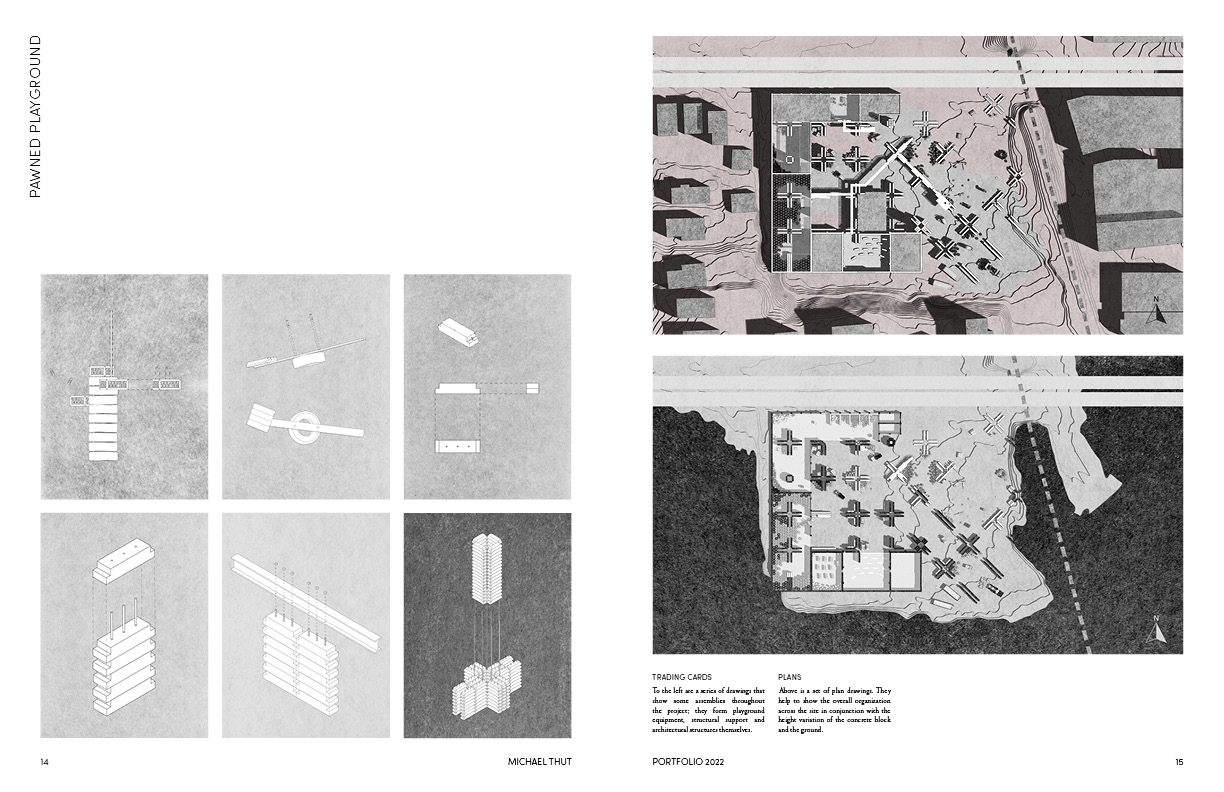 PAWNED PLAYGROUND
N
N
TRADING CARDS
To the left are a series of drawings that
show some assemblies throughout
the project; they form playground
equipment, structural support and
architectural structures themselves.
PLANS
Above is a set of plan drawings. They
help to show the overall organization
across the site in conjunction with the
height variation of the concrete block
and the ground.
14
MICHAEL THUT
PORTFOLIO 2022
15